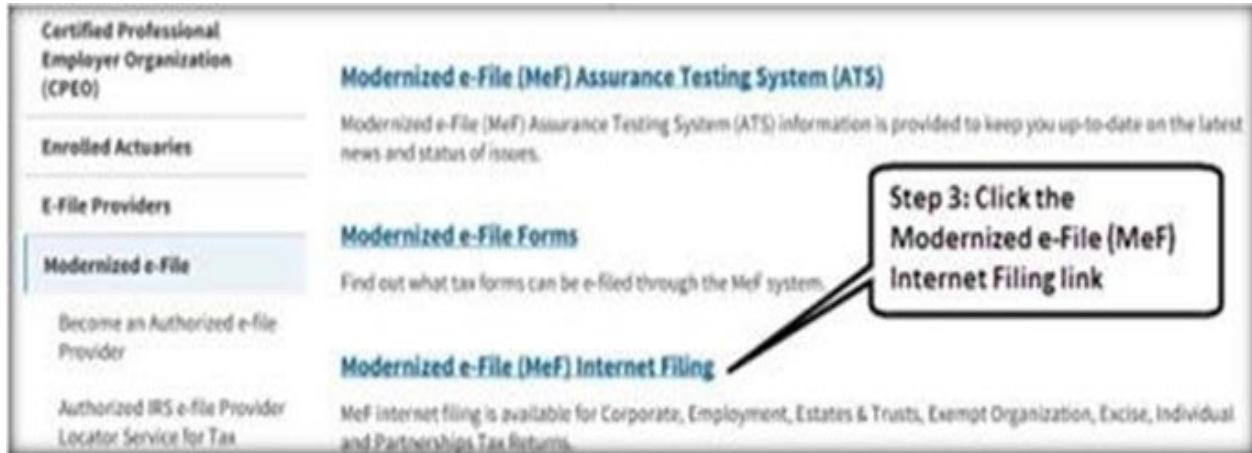 Certified Professional
Employer Organization
(CPEO)
Enrolled Actuaries
E-File Providers
Modernized e-File
Become an Authorized e-file
Provider
Authorized IRS e-file Provider
Locator Service for Tax
Modernized e-File (MeF) Assurance Testing System (ATS)
Modernized e-File (MeF) Assurance Testing System (ATS) information is provided to keep you up-to-date on the latest
news and status of issues.
Modernized e-File Forms
Find out what tax forms can be e-filed through the MeF system.
Modernized e-File (MeF) Internet Filing
MeF internet filing is available for Corporate, Employment, Estates & Trusts, Exempt Organization, Excise, Individual
and Partnerships Tax Returns.
Step 3: Click the
Modernized e-File (MeF)
Internet Filing link